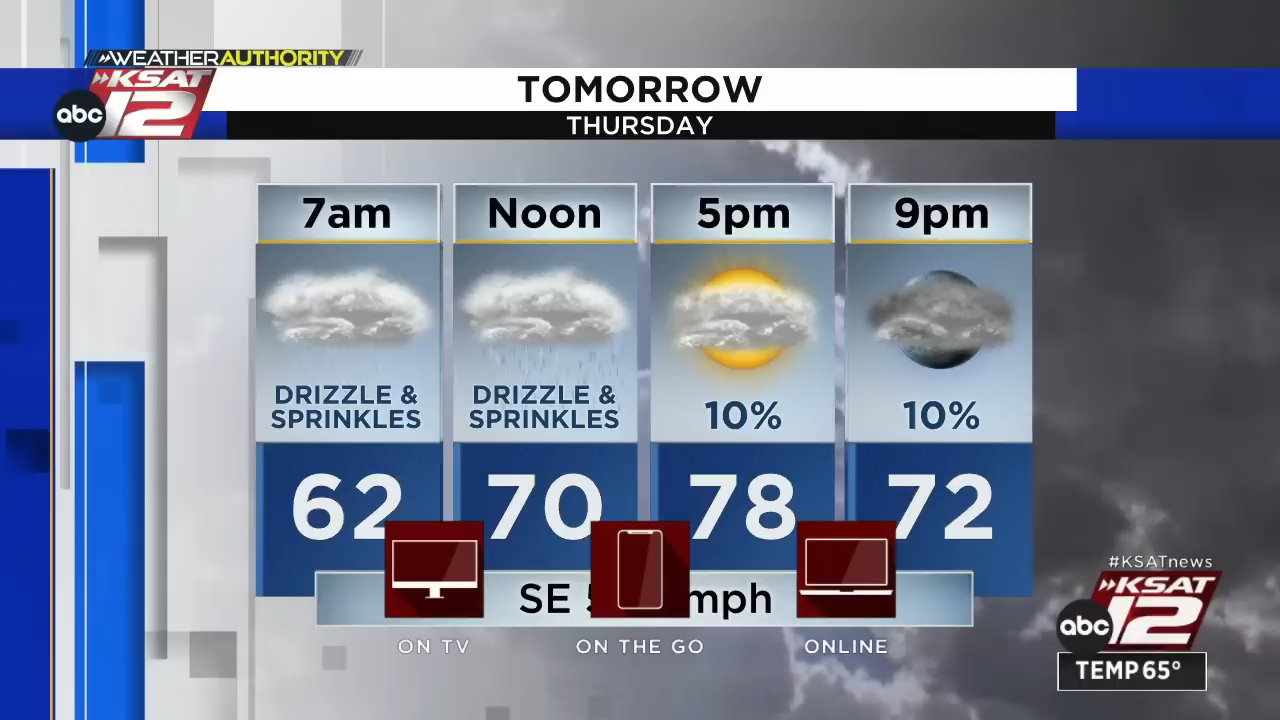 WEATHERAUTHORITY
KSAT
abc 12
TOMORROW
THURSDAY
7am
Noon
5pm
9pm
DRIZZLE &
SPRINKLES
DRIZZLE &
SPRINKLES
10%
10%
62
70
78
72
SE mph
ON TV
ON THE GO
ONLINE
#KSATnews
KSAT
abc 12
TEMP 65°